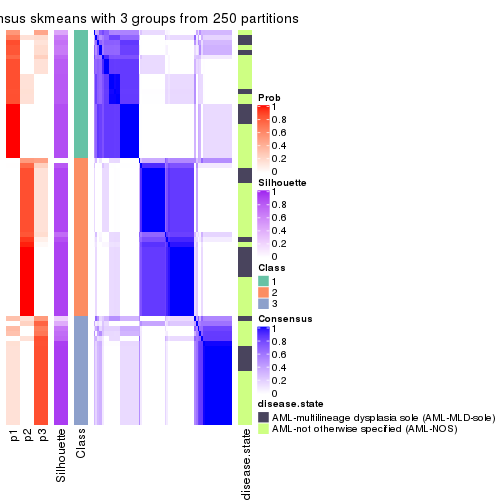 nsus skmeans with 3 groups from 250 partitions
Prob
1
0.8
0.6
0.4
0.2
0
Silhouette
1
0.8
0.6
0.4
0.2
0
Class
1
2
3
Consensus
1
0.8
0.6
0.4
0.2
0
disease.state
AML-multilineage dysplasia sole (AML-MLD-sole)
AML-not otherwise specified (AML-NOS)
p1
p2
p3
Silhouette
Class
disease.state